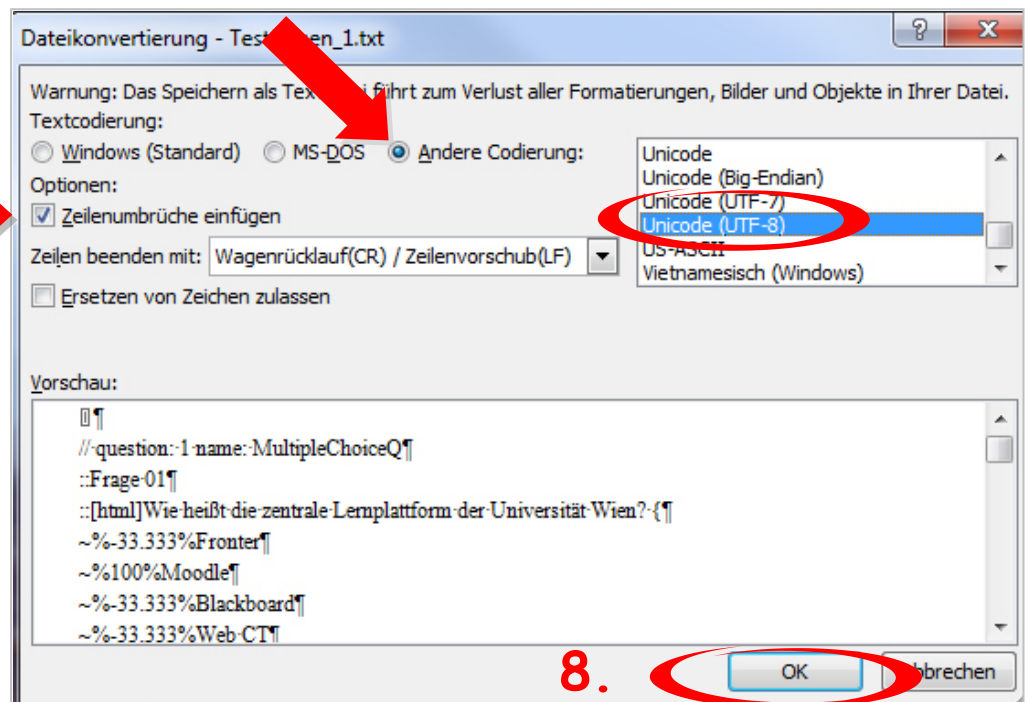 Dateikonvertierung - Test en_1.txt
Warnung: Das Speichern als Tex führt zum Verlust aller Formatierungen, Bilder und Objekte in Ihrer Datei.
Textcodierung:
Windows (Standard) MS-DOS Andere Codierung:
Unicode
Unicode (Big-Endian)
Unicode (UTF-7)
Unicode (UTF-8)
US-ASCII
Vietnamesisch (Windows)
Optionen:
Zeilenumbrüche einfügen
Zeilen beenden mit: Wagenrücklauf(CR) / Zeilenvorschub(LF)
Ersetzen von Zeichen zulassen
Vorschau:
¶
//·question:·1·name:·MultipleChoiceQ¶
::Frage·01¶
::[html]Wie·heißt·die·zentrale·Lernplattform·der·Universität·Wien?·{¶
~%-33.333%Fronter¶
~%100%Moodle¶
~%-33.333%Blackboard¶
~%-33.333%Web·CT¶
8. OK bbrechen